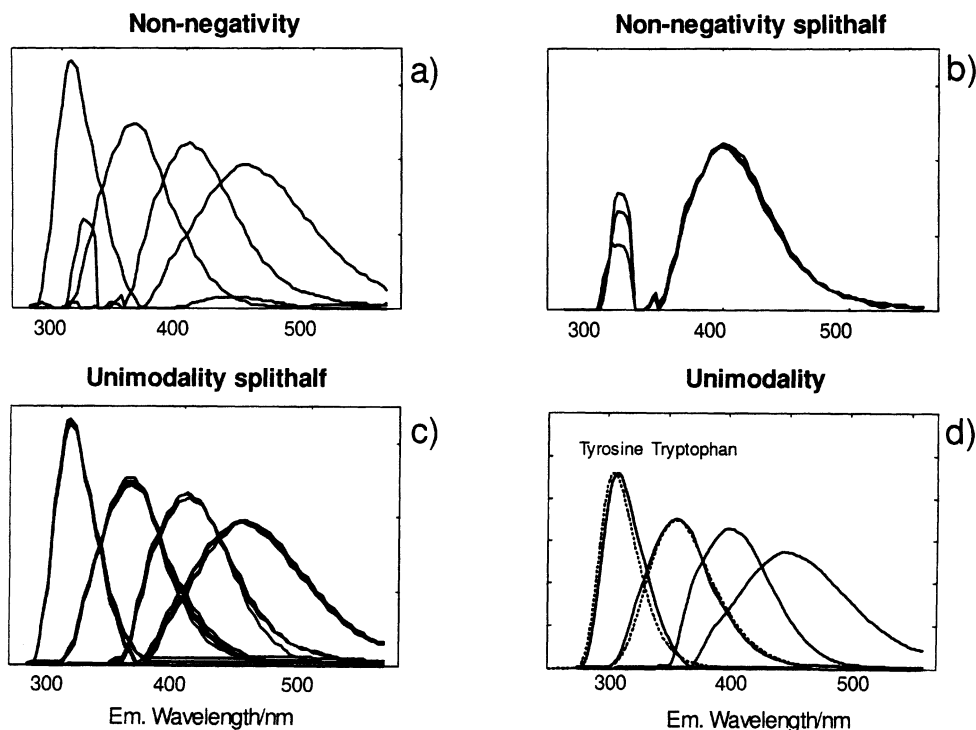 Non-negativity
a)
300 400 500
Non-negativity splithalf
b)
300 400 500
Unimodality splithalf
c)
300 400 500
Em. Wavelength/nm
Unimodality
d)
Tyrosine Tryptophan
300 400 500
Em. Wavelength/nm